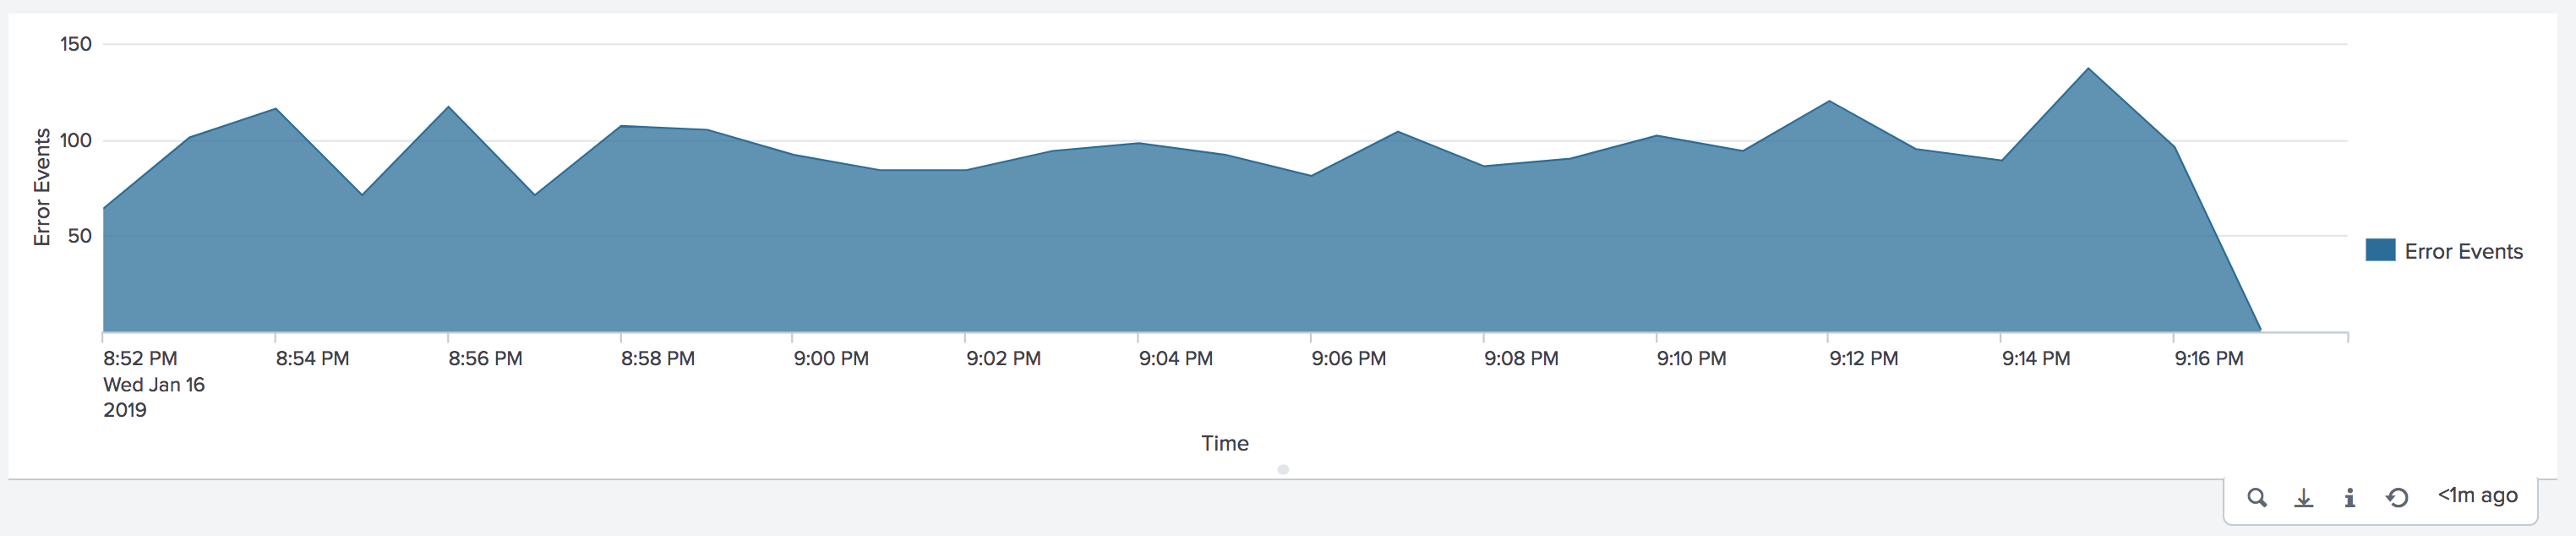 150
100
50
Error Events
8:52 PM
Wed Jan 16
2019
8:54 PM
8:56 PM
8:58 PM
9:00 PM
9:02 PM
9:04 PM
9:06 PM
9:08 PM
9:10 PM
9:12 PM
9:14 PM
9:16 PM
Time
Error Events
<1m ago